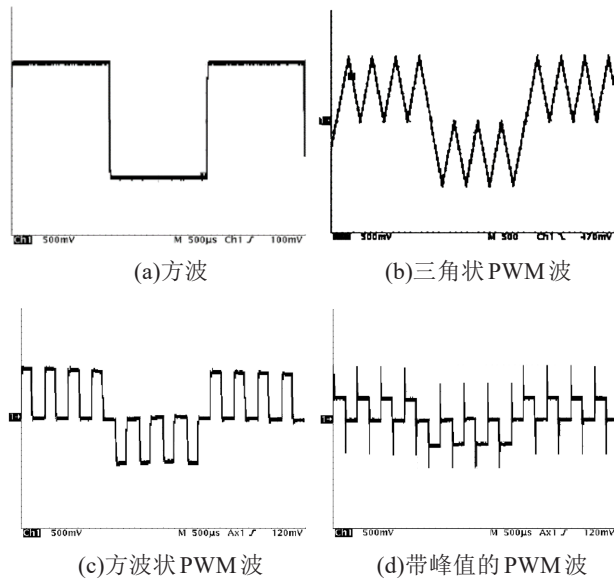 Ch1 500mV M 500µs Ch1 ∫ 100mV
500mV M 500 Ch1 470mV
(a)方波
(b)三角状PWM波
Ch1 500mV M 500µs Ax1 ∫ 120mV
Ch1 500mV M 500µs Ax1 ∫ 120mV
(c)方波状PWM波
(d)带峰值的PWM波